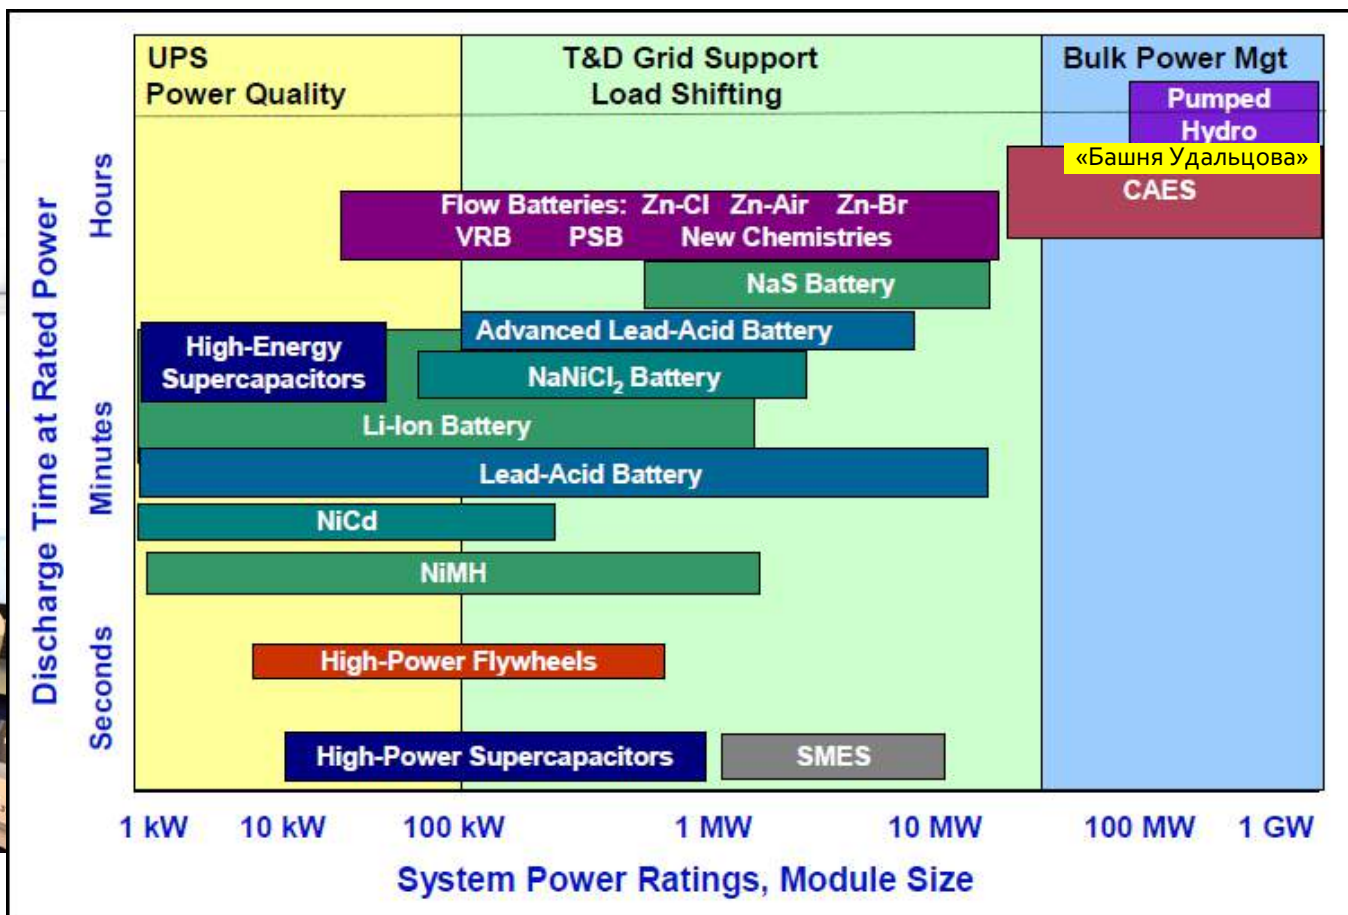 UPS
Power Quality
T&D Grid Support
Load Shifting
Bulk Power Mgt
Pumped
Hydro
«Башня Удальцова»
CAES
Flow Batteries: Zn-Cl Zn-Air Zn-Br
VRB PSB New Chemistries
NaS Battery
Advanced Lead-Acid Battery
High-Energy
Supercapacitors
NaNiCl₂ Battery
Li-Ion Battery
Lead-Acid Battery
NiCd
NiMH
High-Power Flywheels
High-Power Supercapacitors
SMES
Discharge Time at Rated Power
Hours
Minutes
Seconds
1 kW 10 kW 100 kW 1 MW 10 MW 100 MW 1 GW
System Power Ratings, Module Size